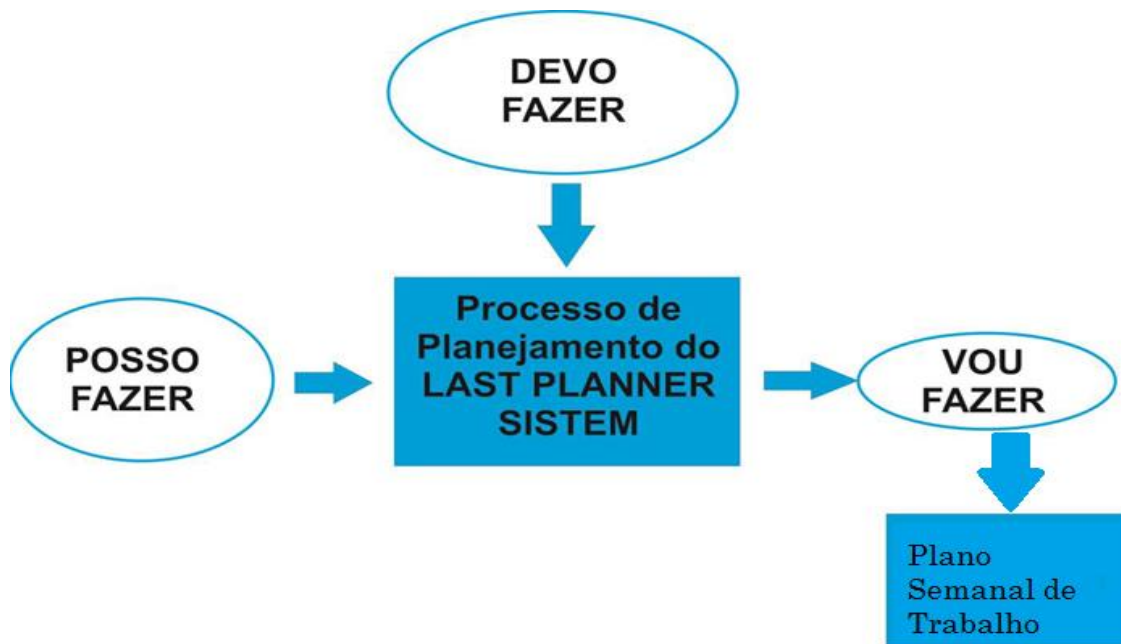 DEVO
FAZER
POSSO
FAZER
Processo de
Planejamento do
LAST PLANNER
SISTEM
VOU
FAZER
Plano
Semanal de
Trabalho